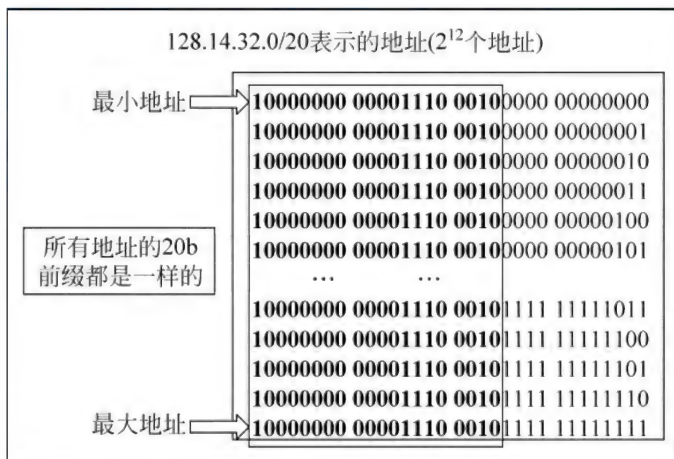 128.14.32.0/20表示的地址(2¹²个地址)
最小地址 10000000 00001110 00100000 00000000
10000000 00001110 00100000 00000001
10000000 00001110 00100000 00000010
10000000 00001110 00100000 00000011
10000000 00001110 00100000 00000100
10000000 00001110 00100000 00000101
所有地址的20b
前缀都是一样的
… …
10000000 00001110 00101111 11111011
10000000 00001110 00101111 11111100
10000000 00001110 00101111 11111101
10000000 00001110 00101111 11111110
最大地址 10000000 00001110 00101111 11111111